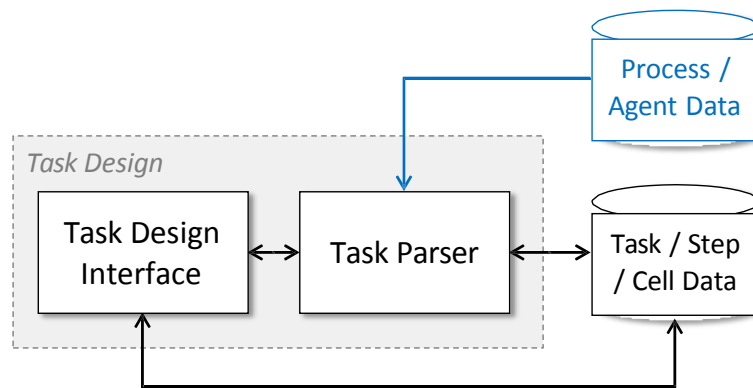 Process /
Agent Data
Task Design
Task Design
Interface
Task Parser
Task / Step
/ Cell Data